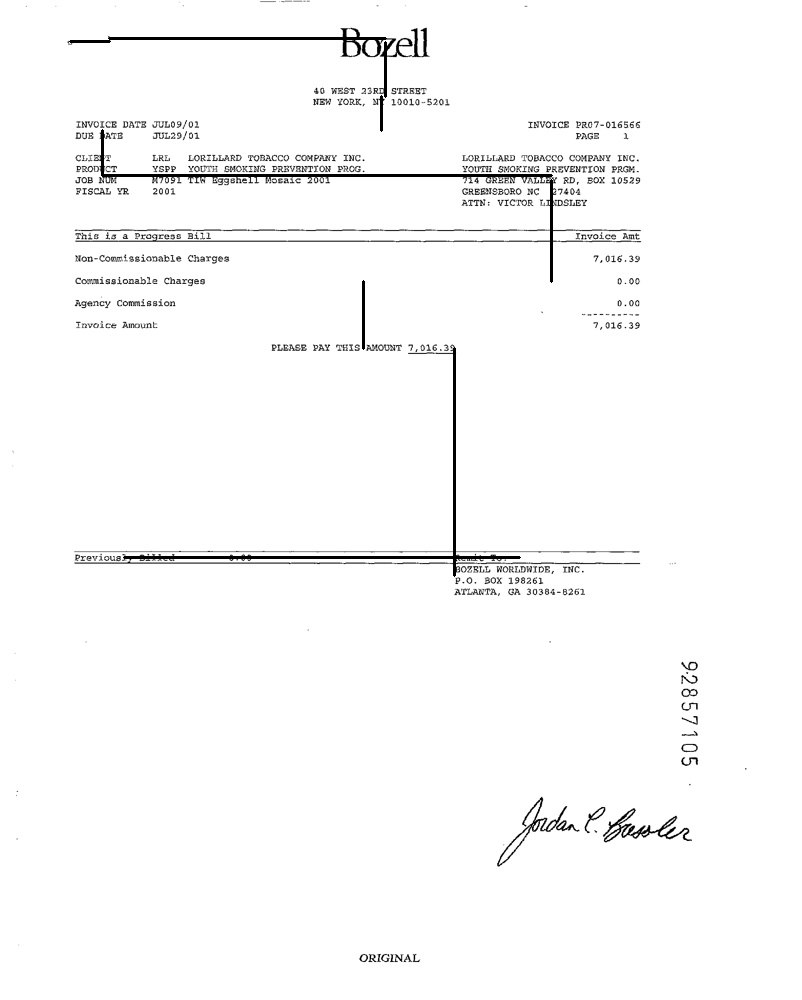 Bozell
40 WEST 23RD STREET
NEW YORK, NY 10010-5201
INVOICE DATE JUL09/01 INVOICE PR07-016566
DUE DATE JUL29/01 PAGE 1
CLIENT LRL LORILLARD TOBACCO COMPANY INC. LORILLARD TOBACCO COMPANY INC.
PRODUCT YSPP YOUTH SMOKING PREVENTION PROG. YOUTH SMOKING PREVENTION PRGM.
JOB NUM M7091 TIW Eggshell Mosaic 2001 714 GREEN VALLEY RD, BOX 10529
FISCAL YR 2001 GREENSBORO NC 27404
ATTN: VICTOR LINDSLEY
This is a Progress Bill Invoice Amt
Non-Commissionable Charges 7,016.39
Commissionable Charges 0.00
Agency Commission 0.00
----------
Invoice Amount 7,016.39
PLEASE PAY THIS AMOUNT 7,016.39
Previously Billed 0.00 Remit To:
BOZELL WORLDWIDE, INC.
P.O. BOX 198261
ATLANTA, GA 30384-8261
92857105
Jordan C. Bressler
ORIGINAL